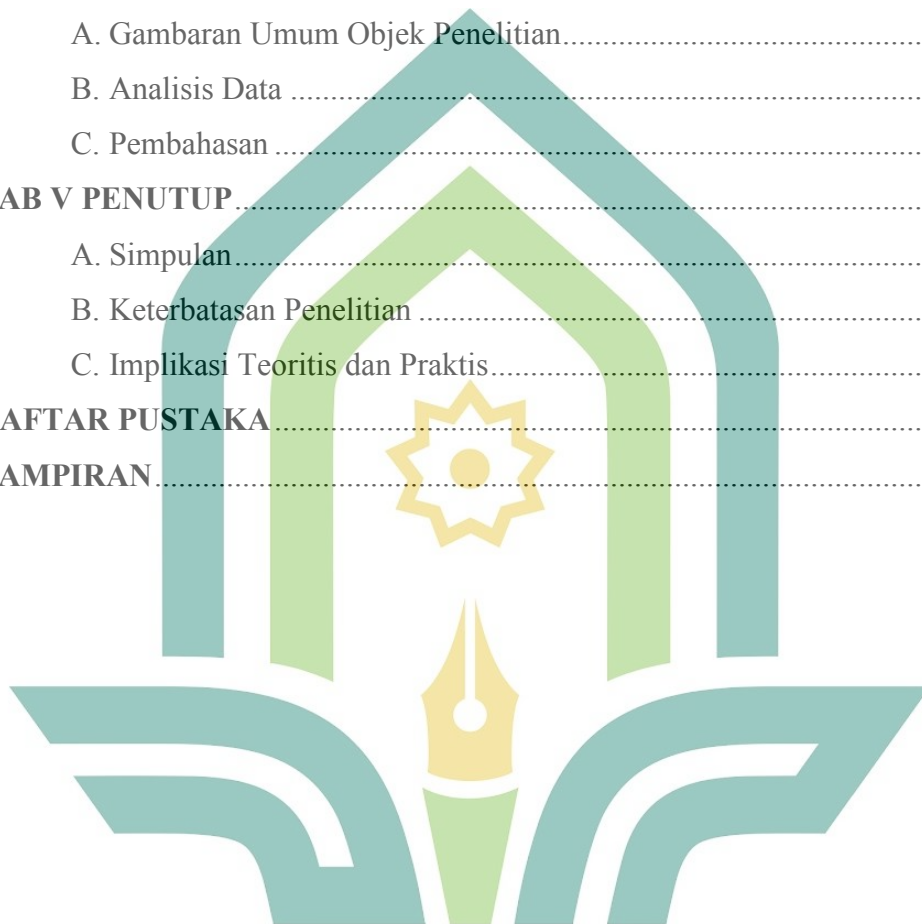 A. Gambaran Umum Objek Penelitian................................................
B. Analisis Data ................................................................................
C. Pembahasan ..................................................................................
AB V PENUTUP.......................................................................................
A. Simpulan........................................................................................
B. Keterbatasan Penelitian ................................................................
C. Implikasi Teoritis dan Praktis.......................................................
AFTAR PUSTAKA..................................................................................
AMPIRAN.................................................................................................